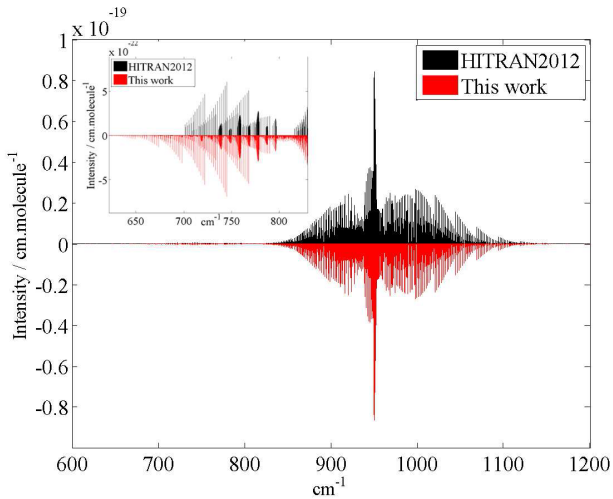 x 10-19
1
0.8
0.6
0.4
0.2
0
-0.2
-0.4
-0.6
-0.8
Intensity / cm.molecule-1
600 700 800 900 1000 1100 1200
cm-1
HITRAN2012
This work
x 10-22
5
0
-5
Intensity / cm.molecule-1
650 700 750 800
cm-1
HITRAN2012
This work